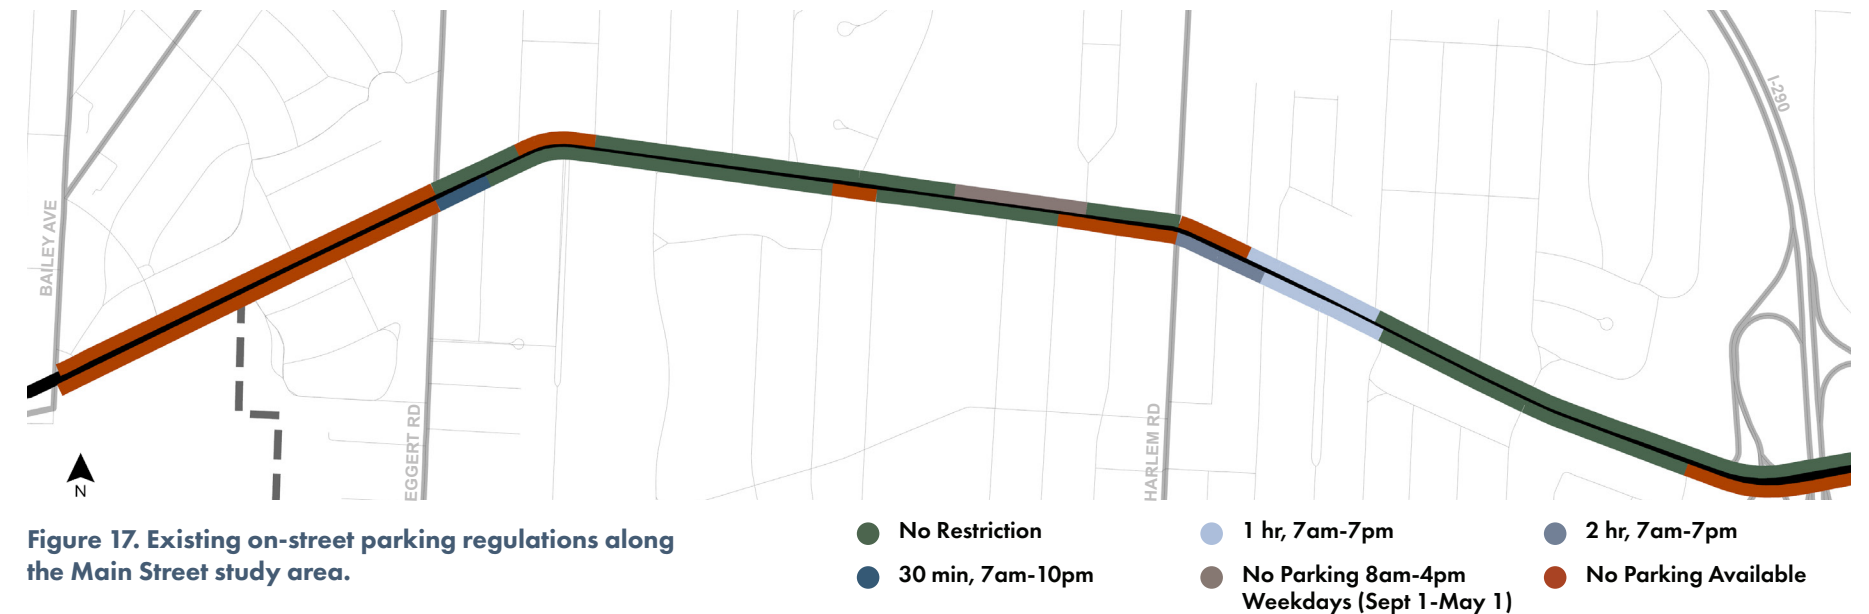 I-290
BAILEY AVE
EGGERT RD
HARLEM RD
N
Figure 17. Existing on-street parking regulations along
the Main Street study area.
No Restriction
1 hr, 7am-7pm
2 hr, 7am-7pm
30 min, 7am-10pm
No Parking 8am-4pm
Weekdays (Sept 1-May 1)
No Parking Available